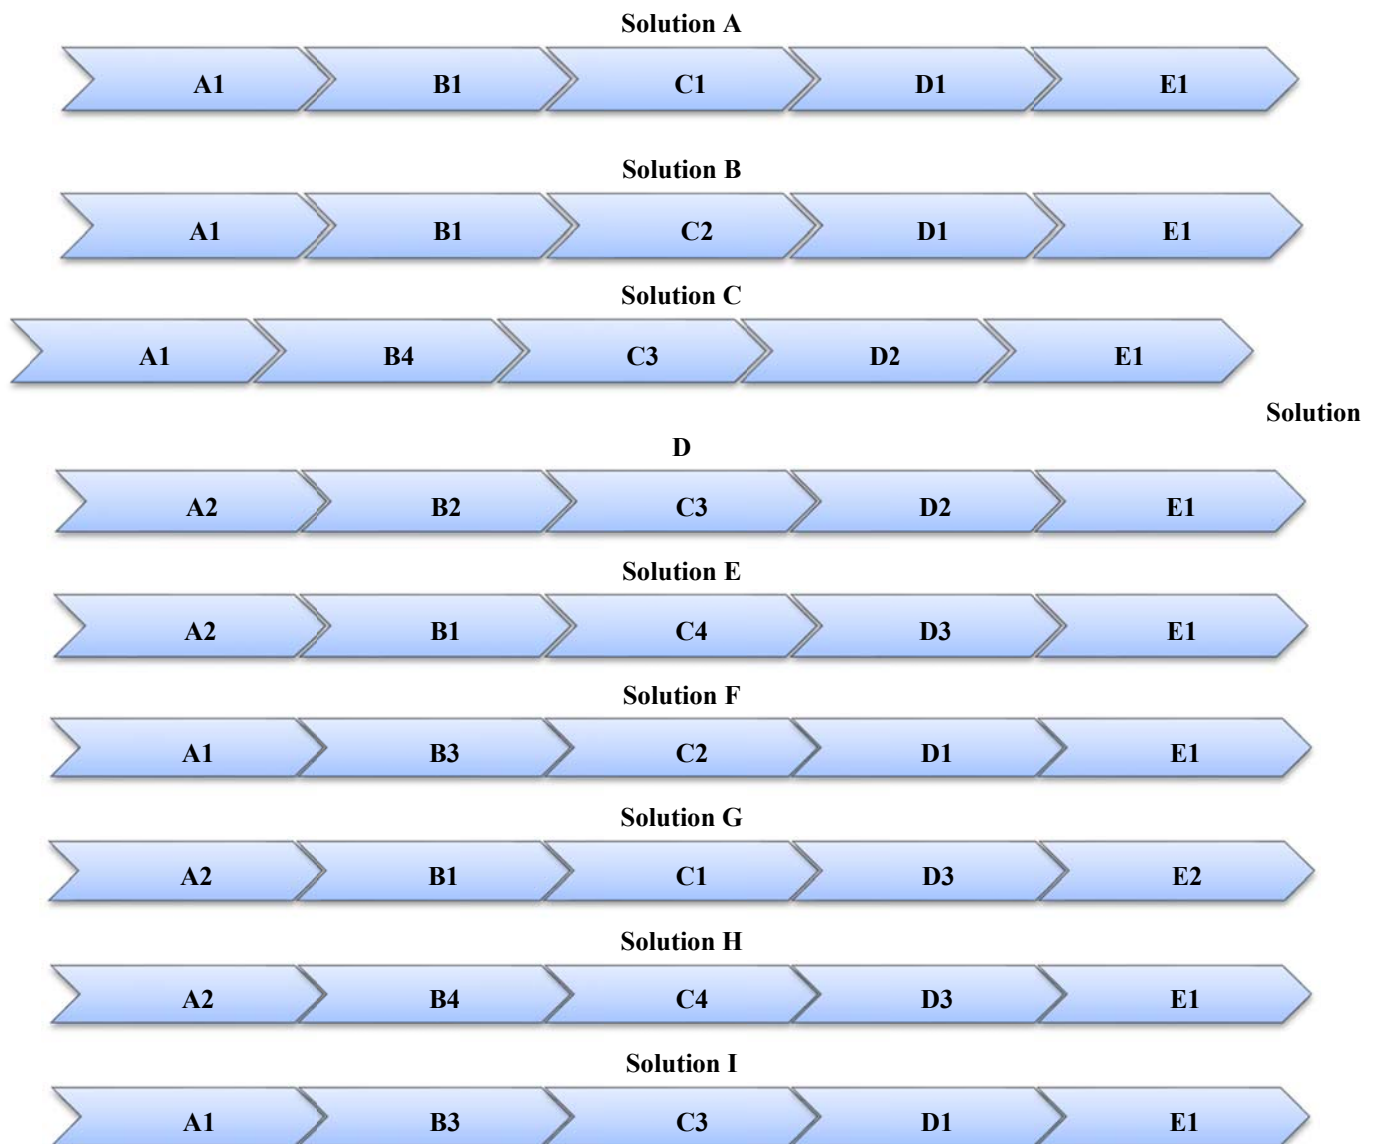 Solution A
A1 B1 C1 D1 E1
Solution B
A1 B1 C2 D1 E1
Solution C
A1 B4 C3 D2 E1
Solution
D
A2 B2 C3 D2 E1
Solution E
A2 B1 C4 D3 E1
Solution F
A1 B3 C2 D1 E1
Solution G
A2 B1 C1 D3 E2
Solution H
A2 B4 C4 D3 E1
Solution I
A1 B3 C3 D1 E1